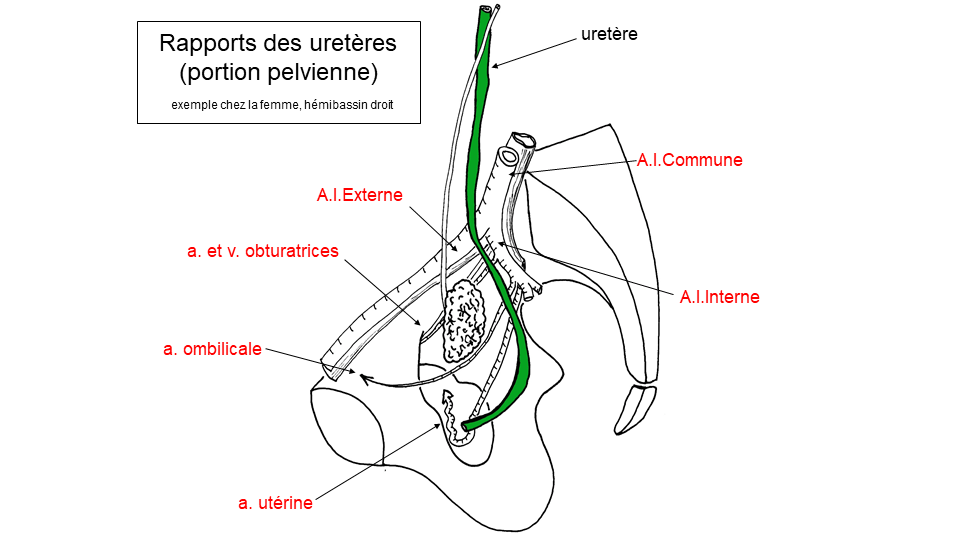 Rapports des uretères
(portion pelvienne)
exemple chez la femme, hémibassin droit
uretère
A.I.Commune
A.I.Externe
a. et v. obturatrices
A.I.Interne
a. ombilicale
a. utérine